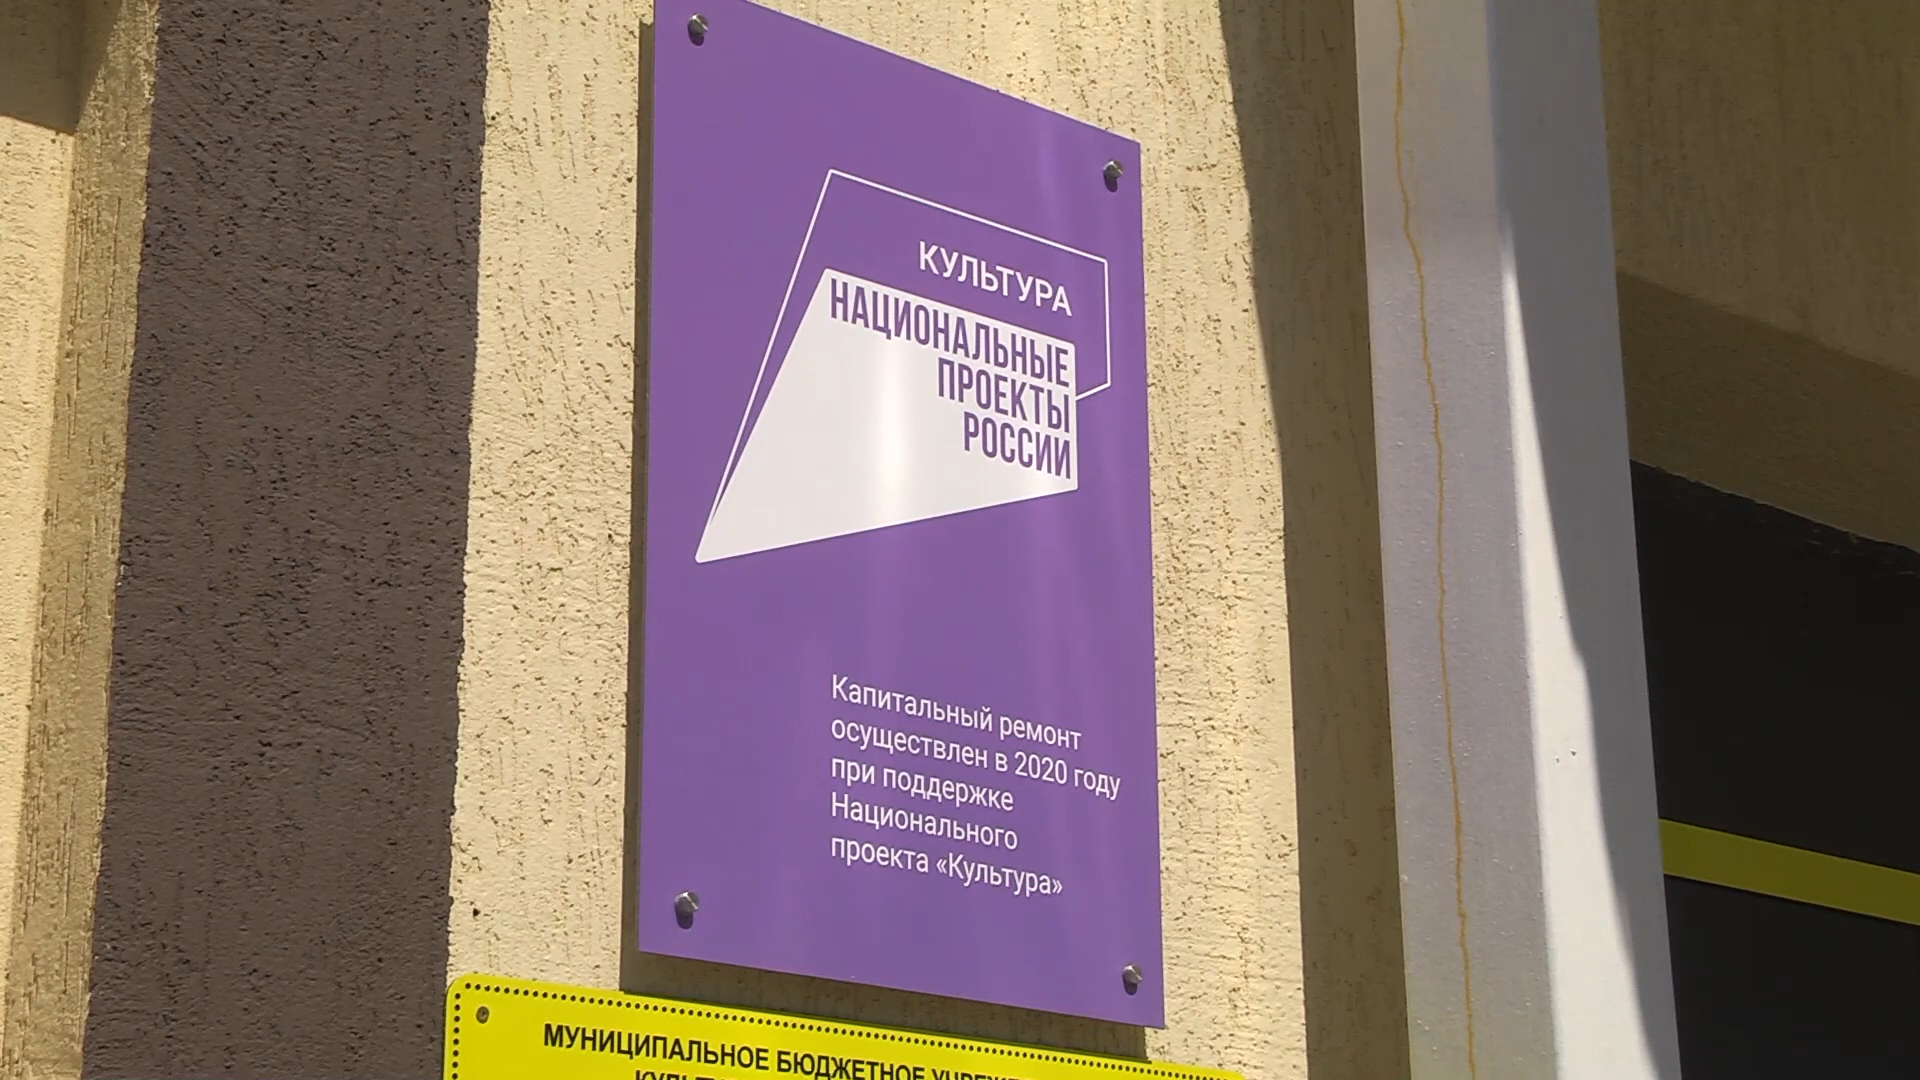 КУЛЬТУРА
НАЦИОНАЛЬНЫЕ
ПРОЕКТЫ
РОССИИ
Капитальный ремонт
осуществлен в 2020 году
при поддержке
Национального
проекта «Культура»
МУНИЦИПАЛЬНОЕ БЮДЖЕТНОЕ